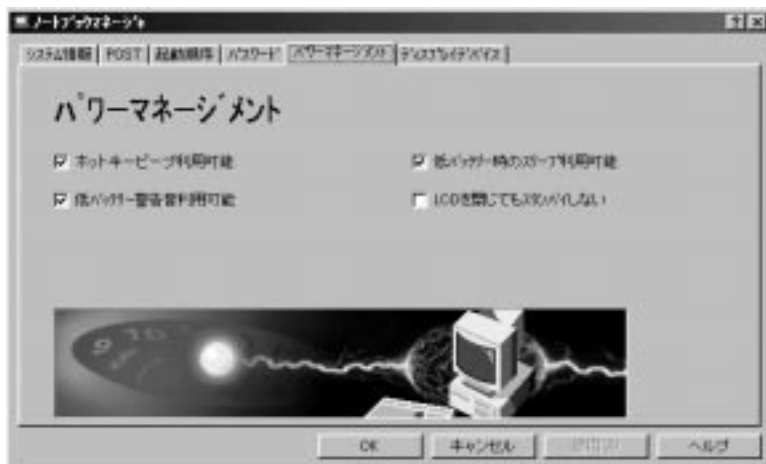 ノートブックマネージャ
システム情報 POST 起動順序 パスワード パワーマネージメント ディスプレイデバイス
パワーマネージメント
ホットキービープ利用可能 低バッテリー時のスリープ利用可能
低バッテリー警告音利用可能 LCDを閉じてもスタンバイしない
OK キャンセル 適用(A) ヘルプ